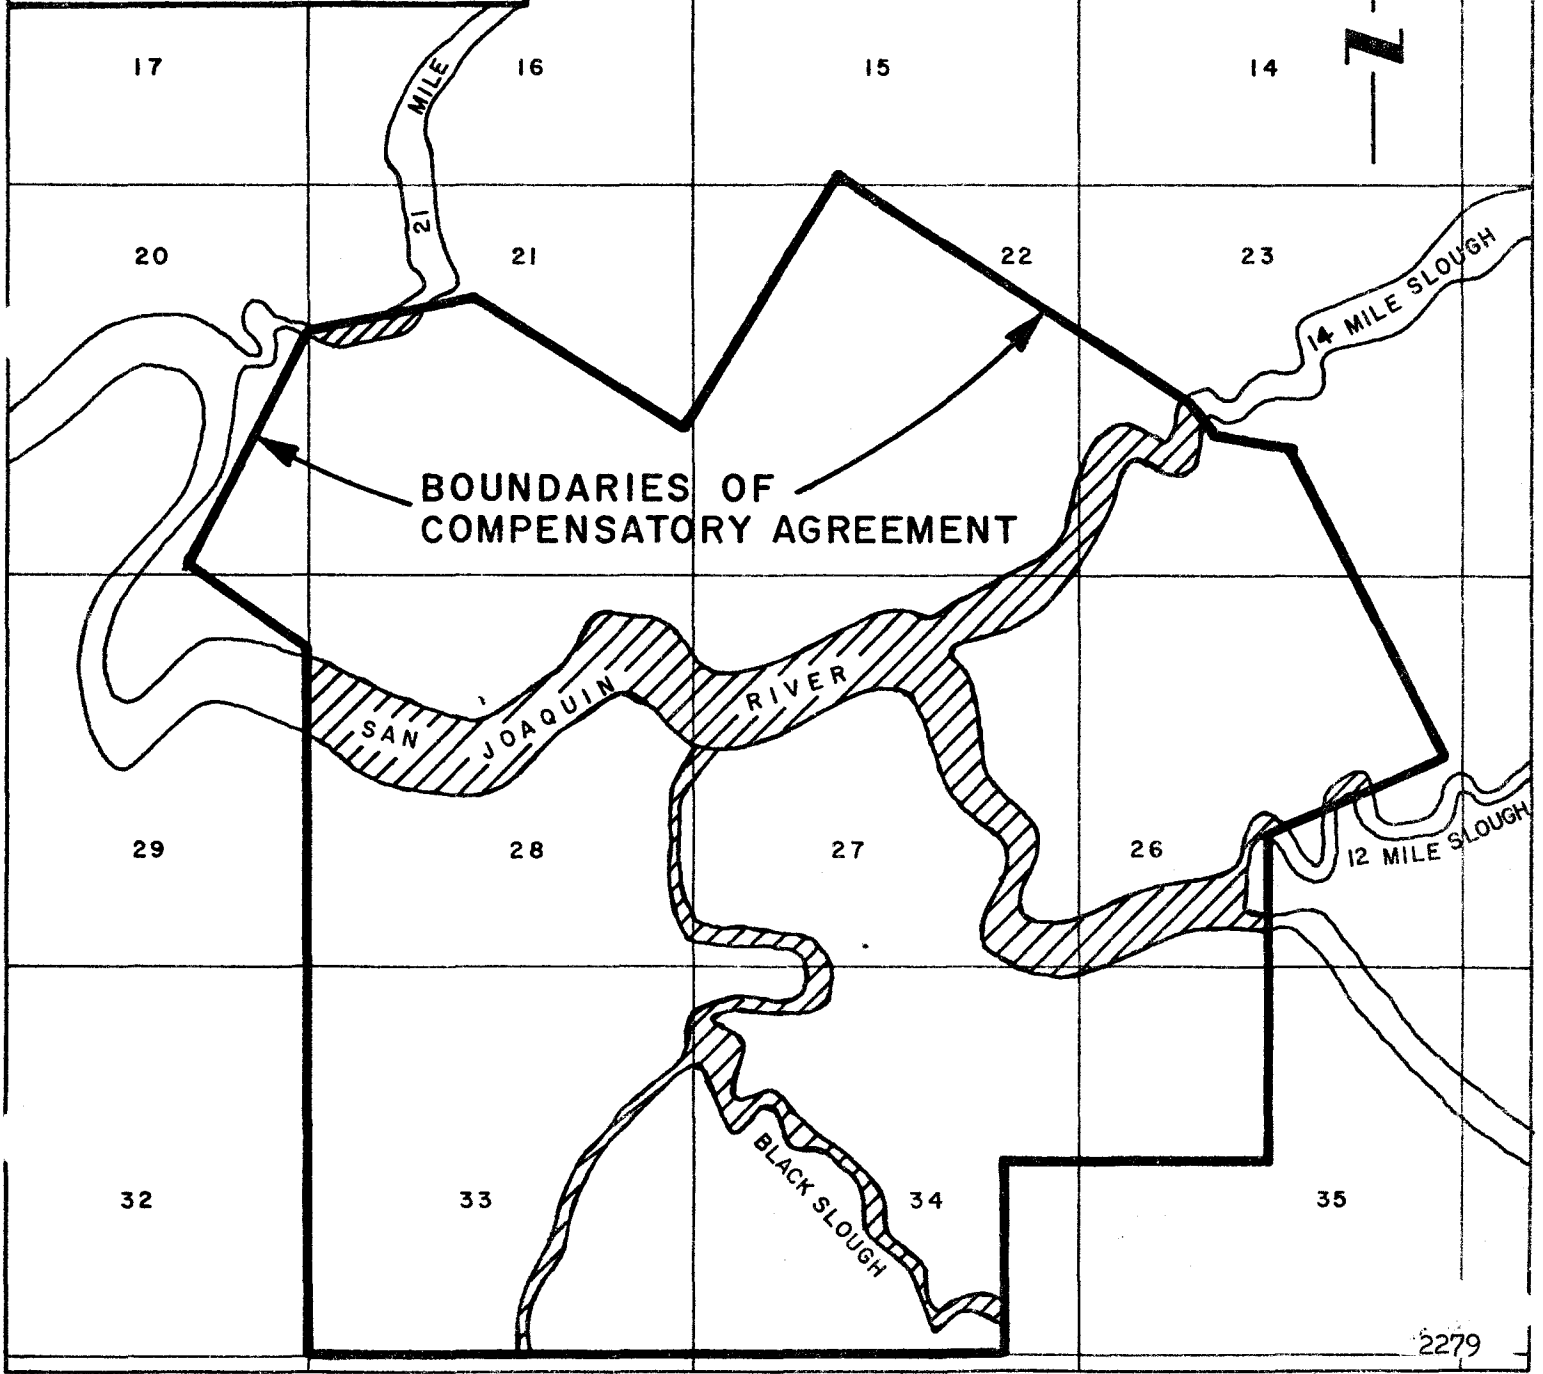 17
16
15
14
MILE
21
20
21
22
23
14 MILE SLOUGH
BOUNDARIES OF
COMPENSATORY AGREEMENT
SAN JOAQUIN RIVER
29
28
27
26
12 MILE SLOUGH
BLACK SLOUGH
32
33
34
35
2279
Z